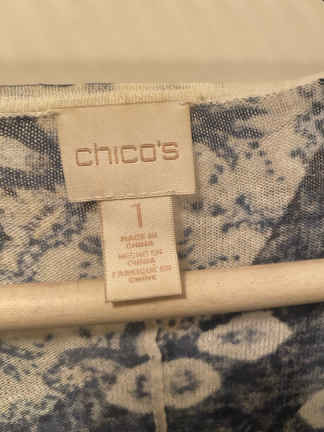 chico's
1
MADE IN
CHINA
HECHO EN
CHINA
FABRIQUÉ EN
CHINE